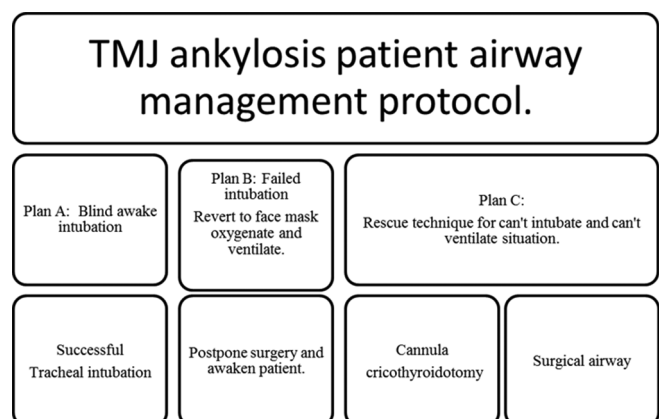 TMJ ankylosis patient airway
management protocol.
Plan A: Blind awake
intubation
Plan B: Failed
intubation
Revert to face mask
oxygenate and
ventilate.
Plan C:
Rescue technique for can't intubate and can't
ventilate situation.
Successful
Tracheal intubation
Postpone surgery and
awaken patient.
Cannula
cricothyroidotomy
Surgical airway